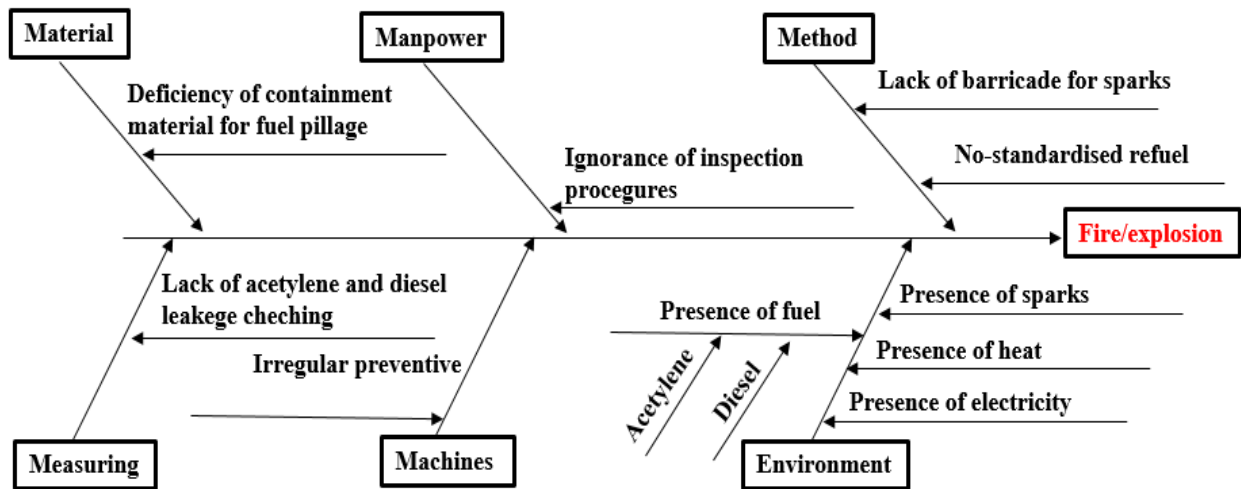 Material
Manpower
Method
Lack of barricade for sparks
Deficiency of containment
material for fuel pillage
Ignorance of inspection
procegures
No-standardised refuel
Fire/explosion
Lack of acetylene and diesel
leakege cheching
Irregular preventive
Presence of fuel
Acetylene
Diesel
Presence of sparks
Presence of heat
Presence of electricity
Measuring
Machines
Environment